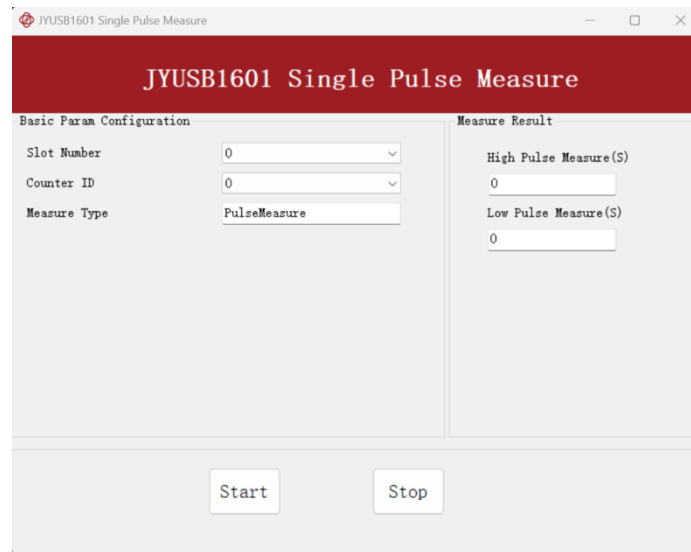 JYUSB1601 Single Pulse Measure
JYUSB1601 Single Pulse Measure
Basic Param Configuration
Slot Number 0
Counter ID 0
Measure Type PulseMeasure
Measure Result
High Pulse Measure(S)
0
Low Pulse Measure(S)
0
Start Stop